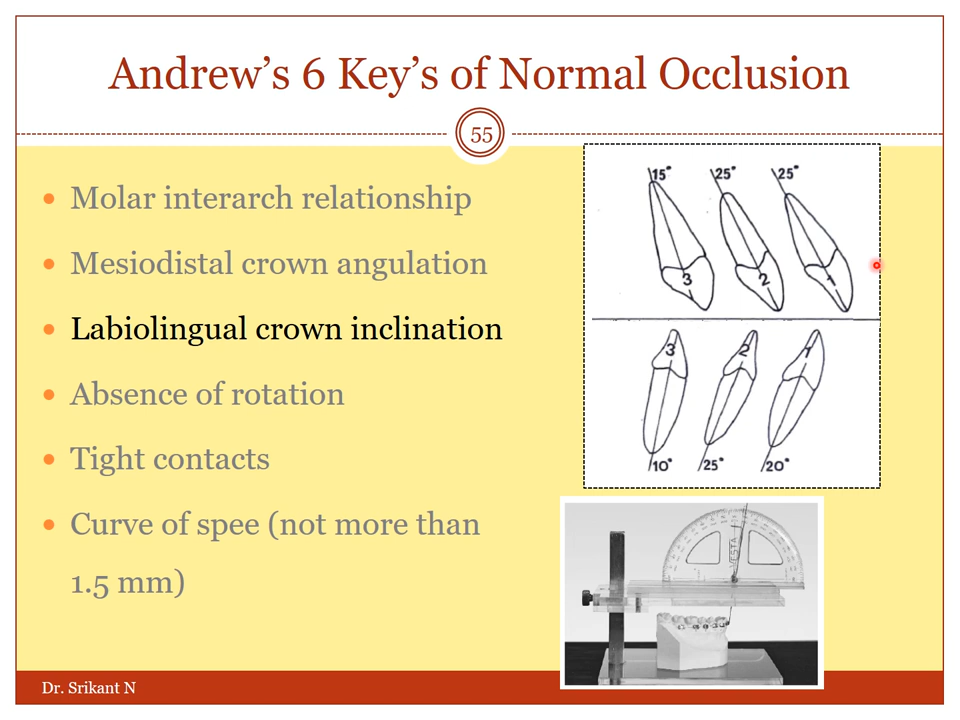 Andrew's 6 Key's of Normal Occlusion
55
• Molar interarch relationship
• Mesiodistal crown angulation
• Labiolingual crown inclination
• Absence of rotation
• Tight contacts
• Curve of spee (not more than
1.5 mm)
15° 25° 25°
3 2 1
3 2 1
10° 25° 20°
VESTA
Dr. Srikant N